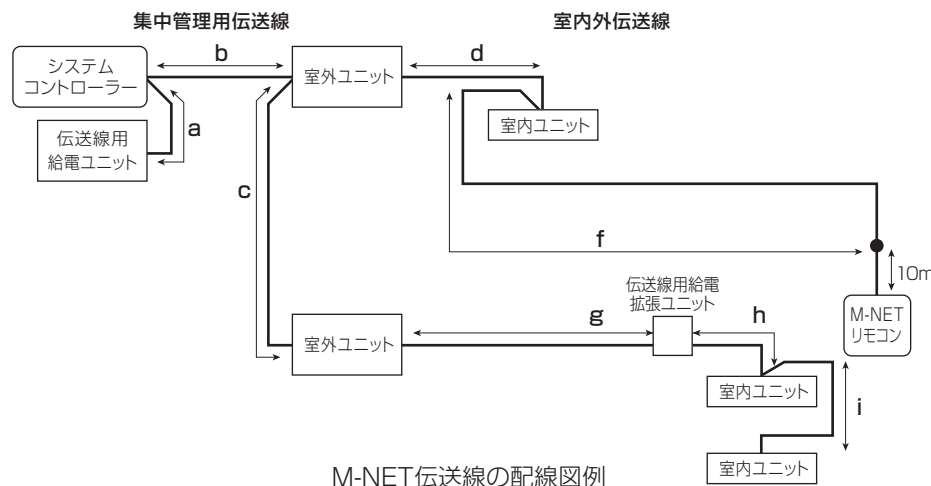 集中管理用伝送線
室内外伝送線
システム
コントローラー
b
室外ユニット
d
室内ユニット
伝送線用
給電ユニット
a
c
f
10m
M-NET
リモコン
伝送線用給電
拡張ユニット
g
h
室外ユニット
室内ユニット
i
室内ユニット
M-NET伝送線の配線図例